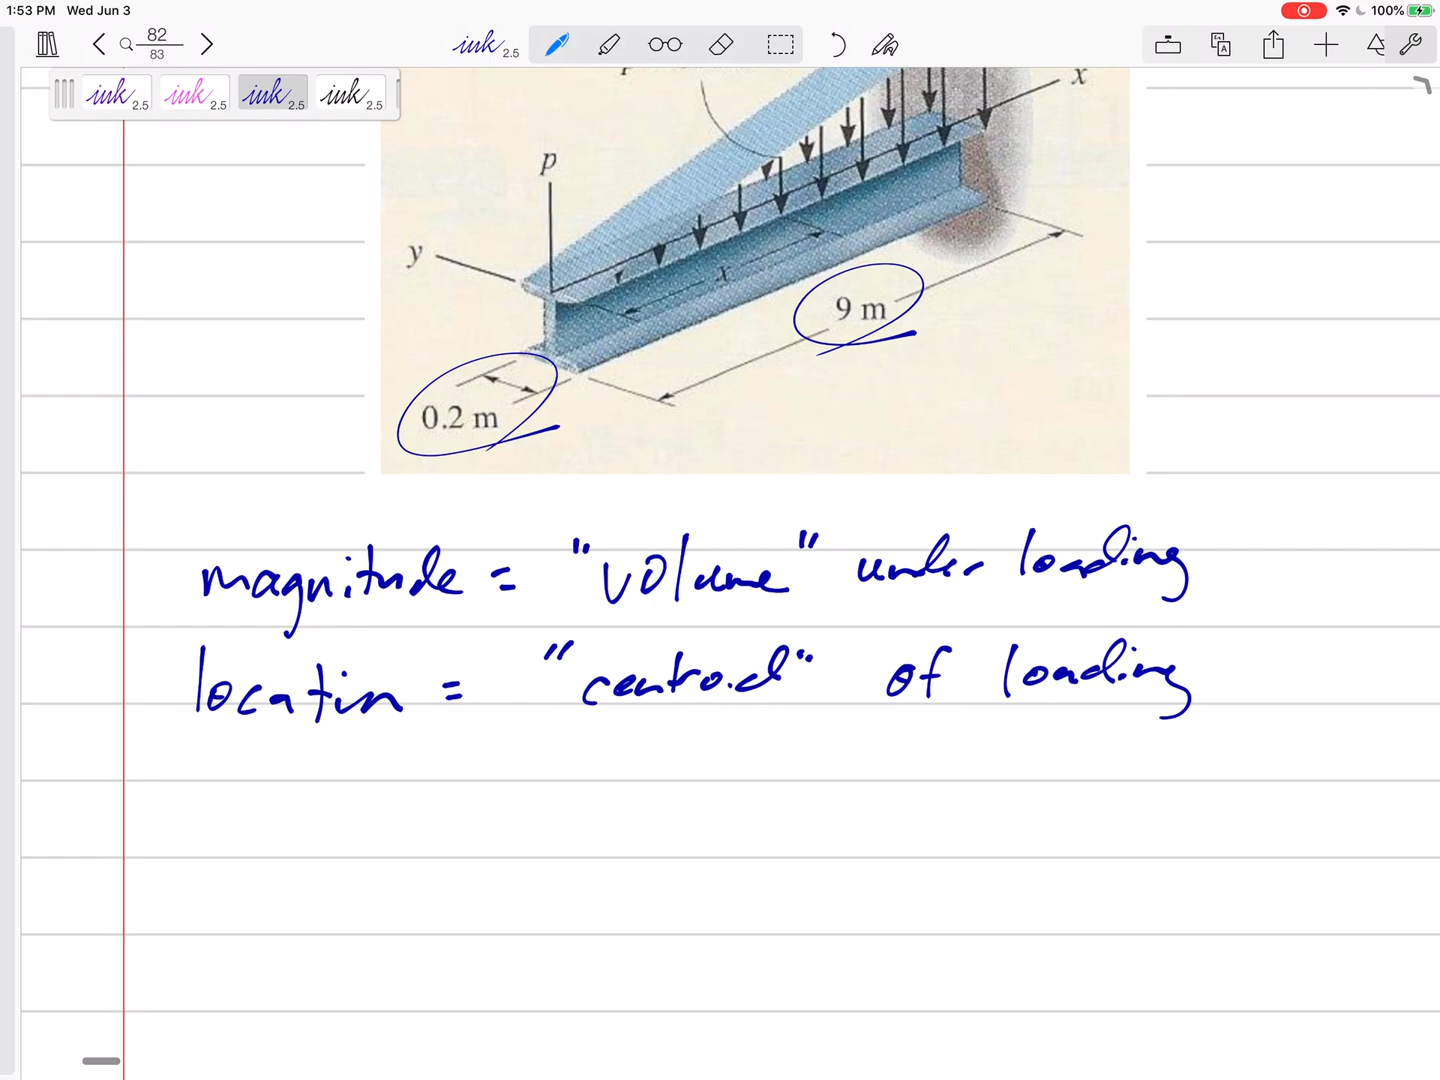 1:53 PM Wed Jun 3
100%
82
83
ink 2.5
ink 2.5
ink 2.5
ink 2.5
ink 2.5
x
p
y
x
9 m
0.2 m
magnitude = "volume" under loading
location = "centroid" of loading